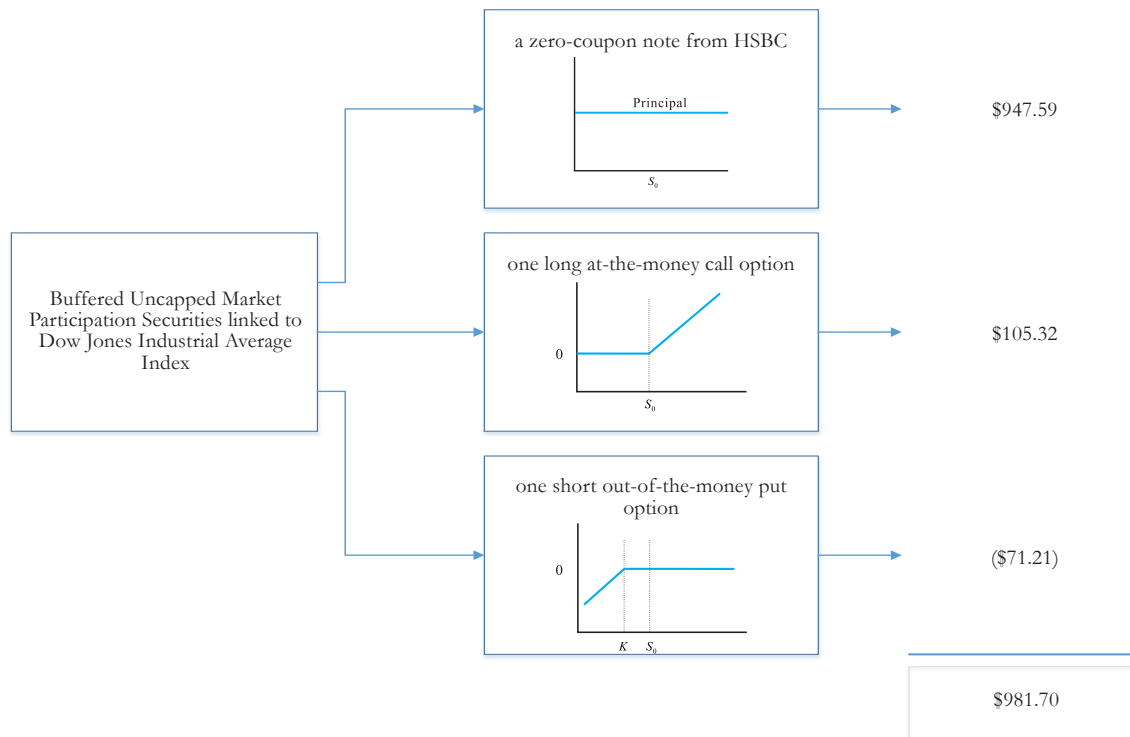 a zero-coupon note from HSBC
Principal
S₀
$947.59
Buffered Uncapped Market
Participation Securities linked to
Dow Jones Industrial Average
Index
one long at-the-money call option
0
S₀
$105.32
one short out-of-the-money put
option
0
K S₀
($71.21)
$981.70